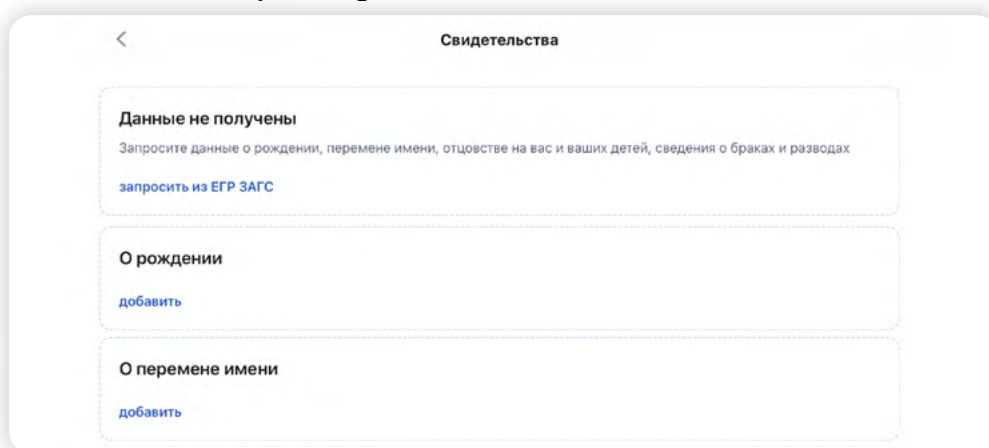 Свидетельства
Данные не получены
Запросите данные о рождении, перемене имени, отцовстве на вас и ваших детей, сведения о браках и разводах
запросить из ЕГР ЗАГС
О рождении
добавить
О перемене имени
добавить